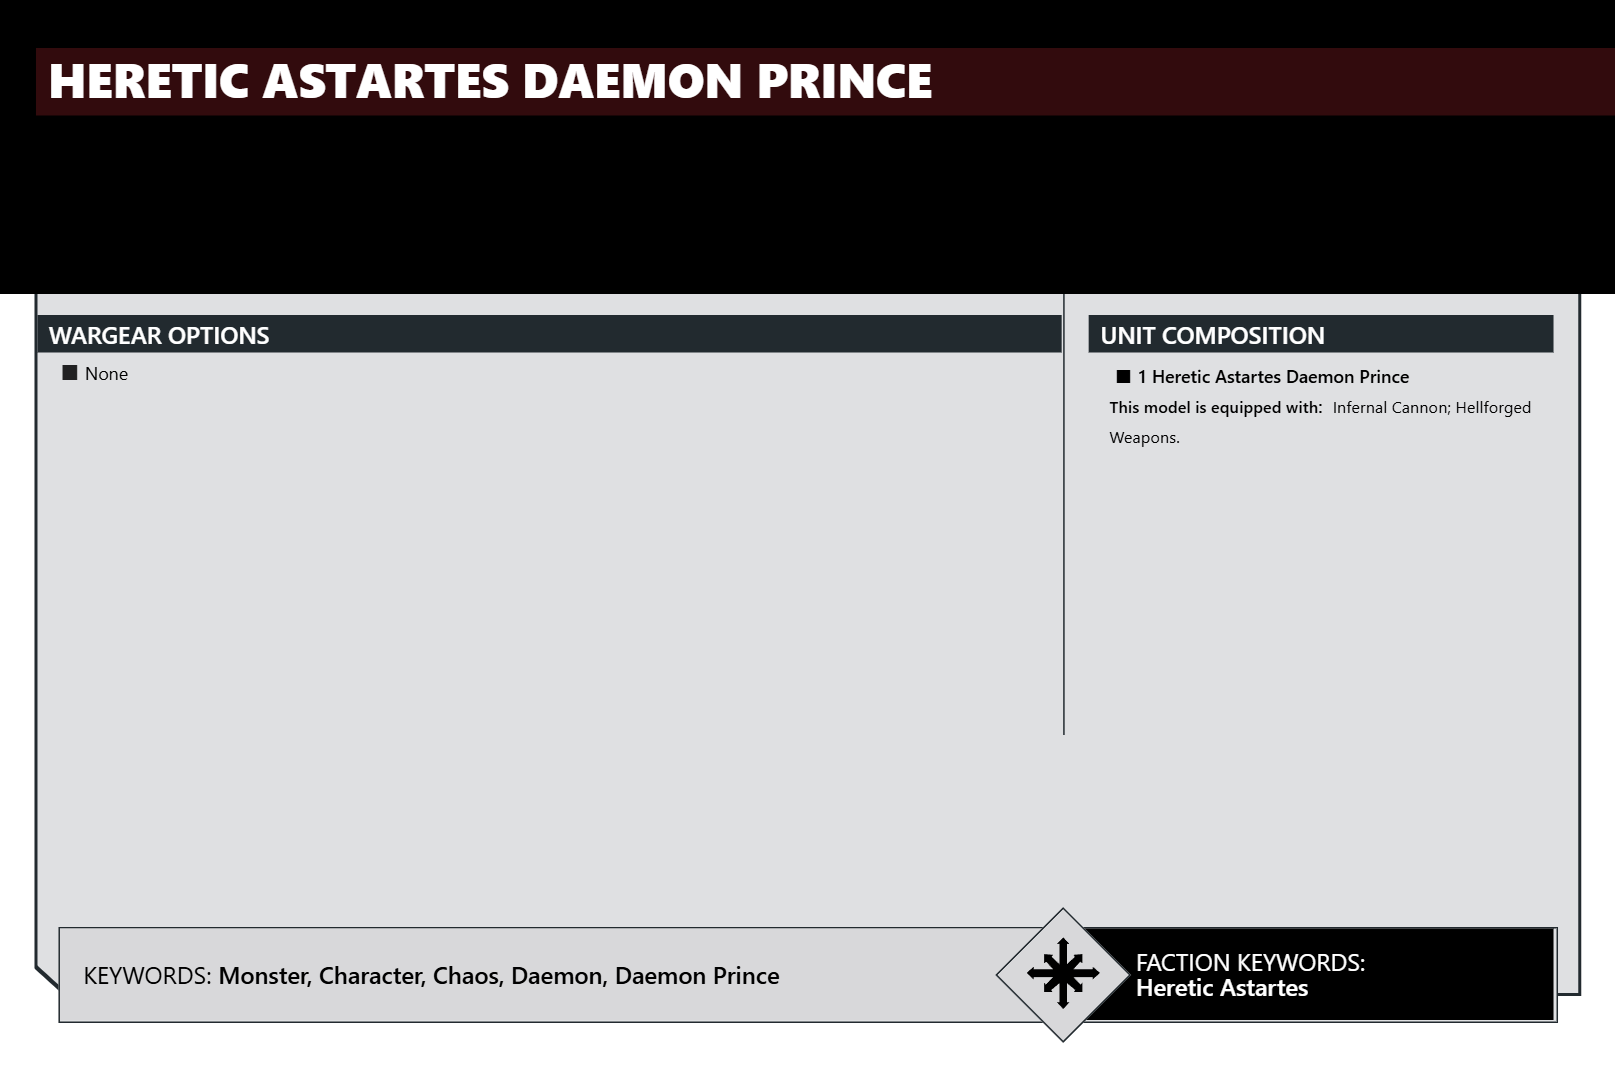 HERETIC ASTARTES DAEMON PRINCE
WARGEAR OPTIONS
None
UNIT COMPOSITION
1 Heretic Astartes Daemon Prince
This model is equipped with: Infernal Cannon; Hellforged
Weapons.
KEYWORDS: Monster, Character, Chaos, Daemon, Daemon Prince
FACTION KEYWORDS:
Heretic Astartes